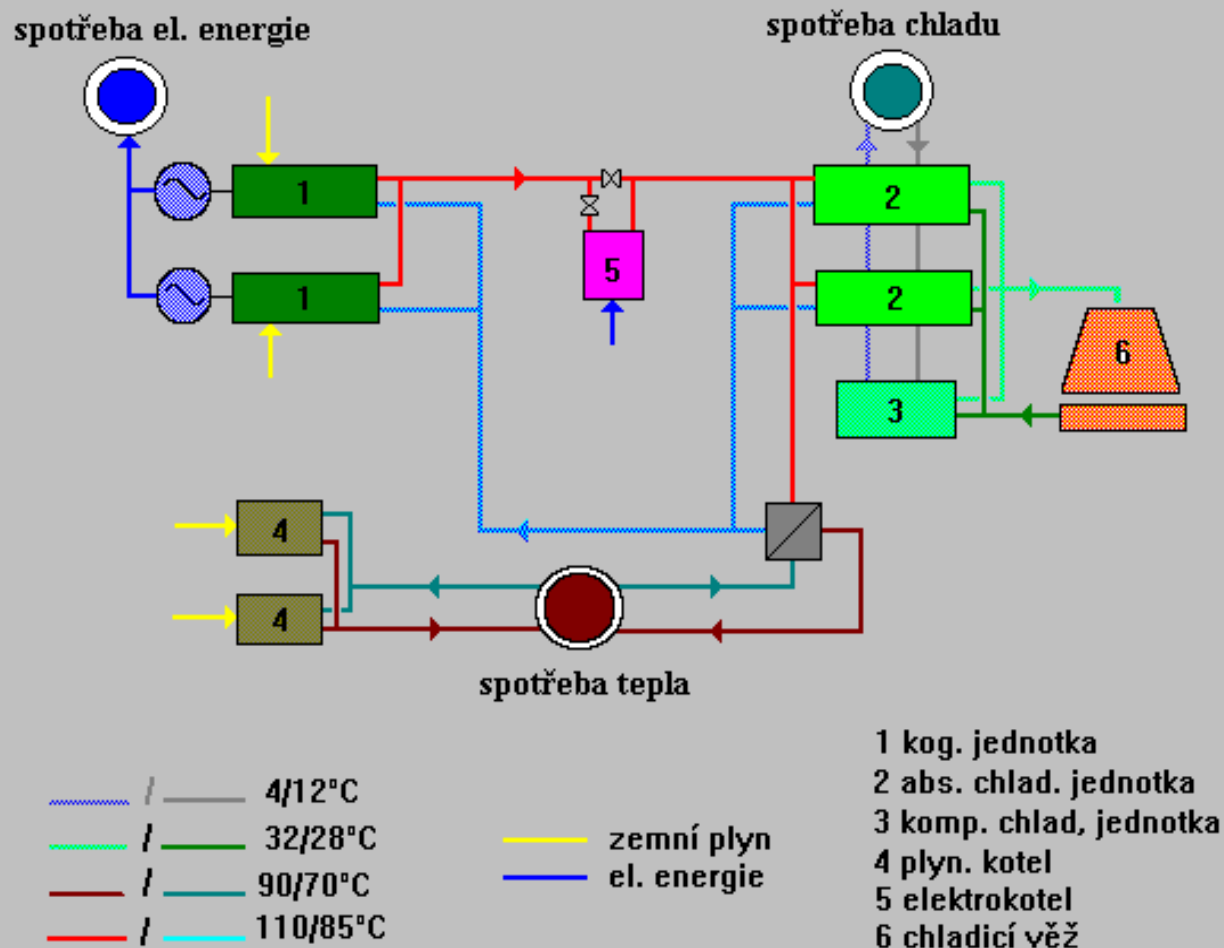 spotřeba el. energie
spotřeba chladu
1
2
1
5
2
6
3
4
4
spotřeba tepla
1 kog. jednotka
2 abs. chlad. jednotka
3 komp. chlad, jednotka
4 plyn. kotel
5 elektrokotel
6 chladicí věž
/ 4/12°C
/ 32/28°C
/ 90/70°C
/ 110/85°C
zemní plyn
el. energie